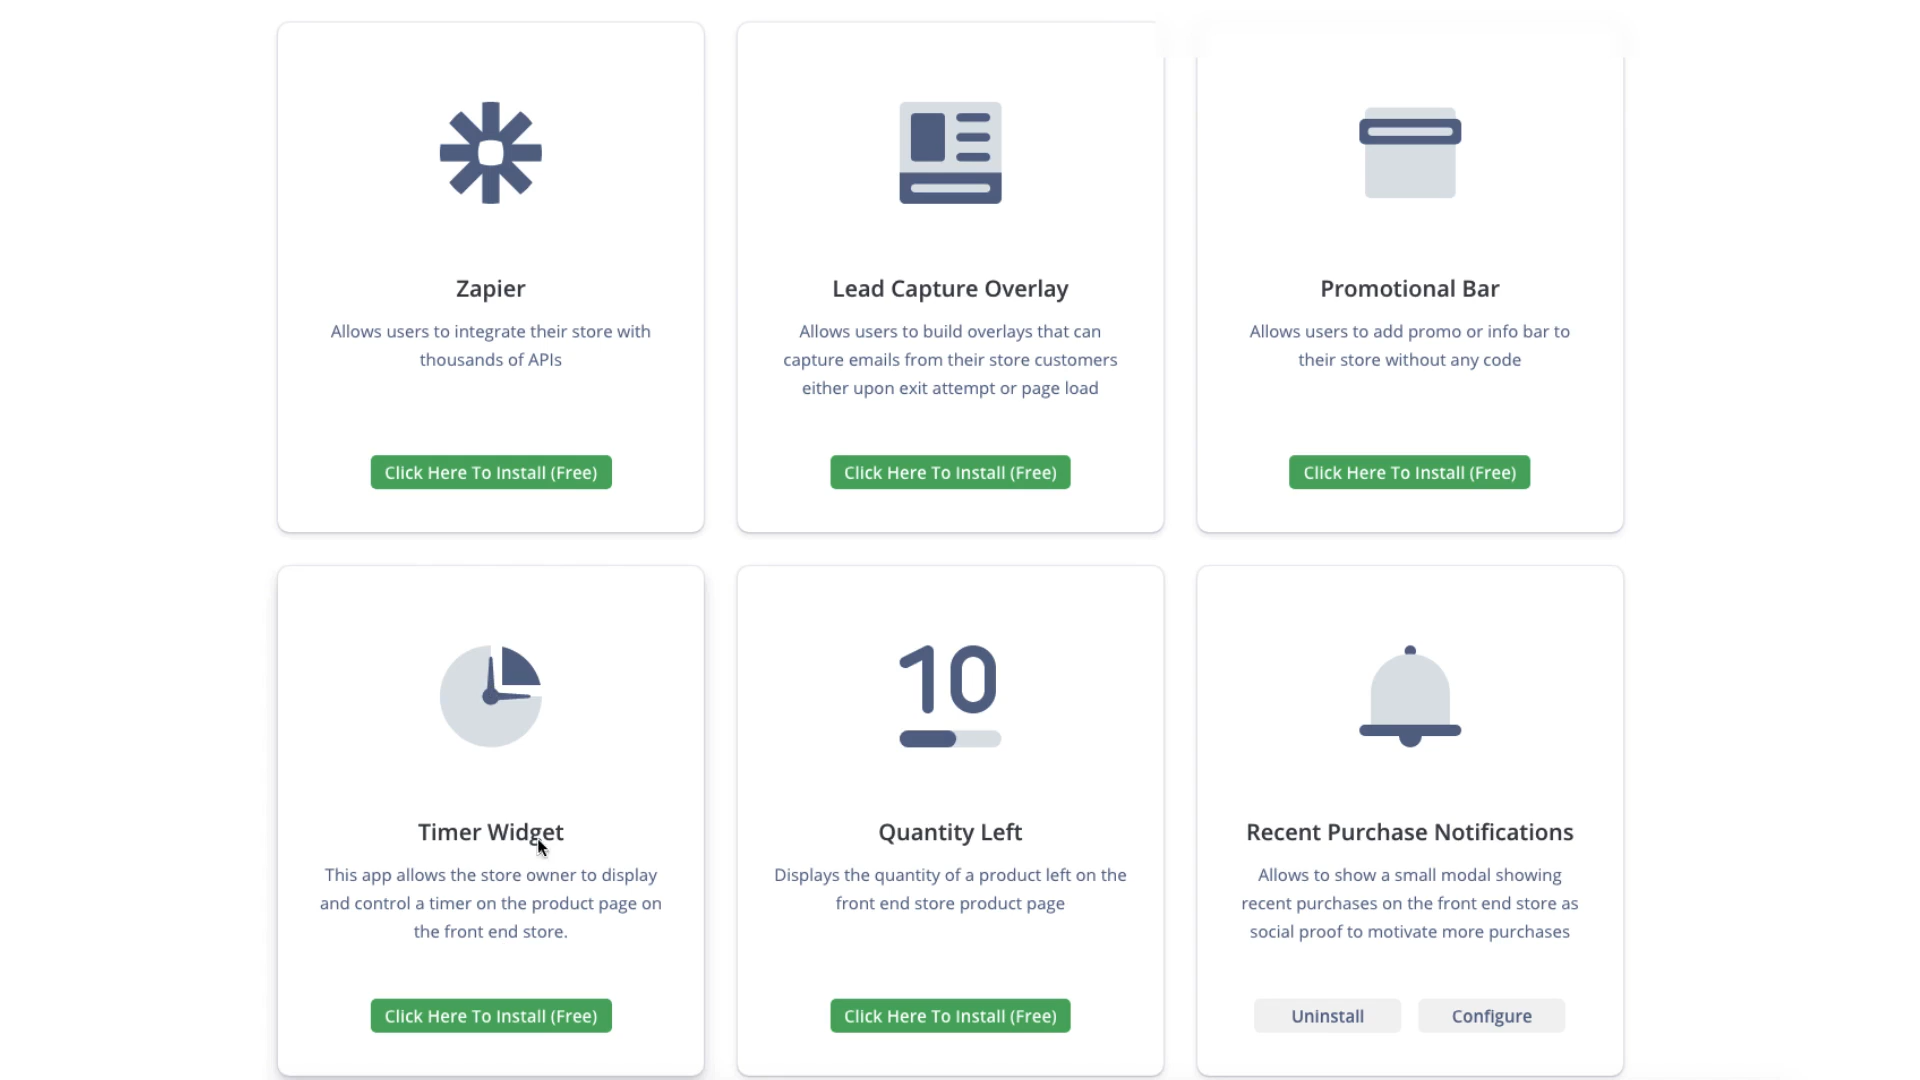 Zapier
Allows users to integrate their store with
thousands of APIs
Click Here To Install (Free)
Lead Capture Overlay
Allows users to build overlays that can
capture emails from their store customers
either upon exit attempt or page load
Click Here To Install (Free)
Promotional Bar
Allows users to add promo or info bar to
their store without any code
Click Here To Install (Free)
Timer Widget
This app allows the store owner to display
and control a timer on the product page on
the front end store.
Click Here To Install (Free)
10
Quantity Left
Displays the quantity of a product left on the
front end store product page
Click Here To Install (Free)
Recent Purchase Notifications
Allows to show a small modal showing
recent purchases on the front end store as
social proof to motivate more purchases
Uninstall
Configure